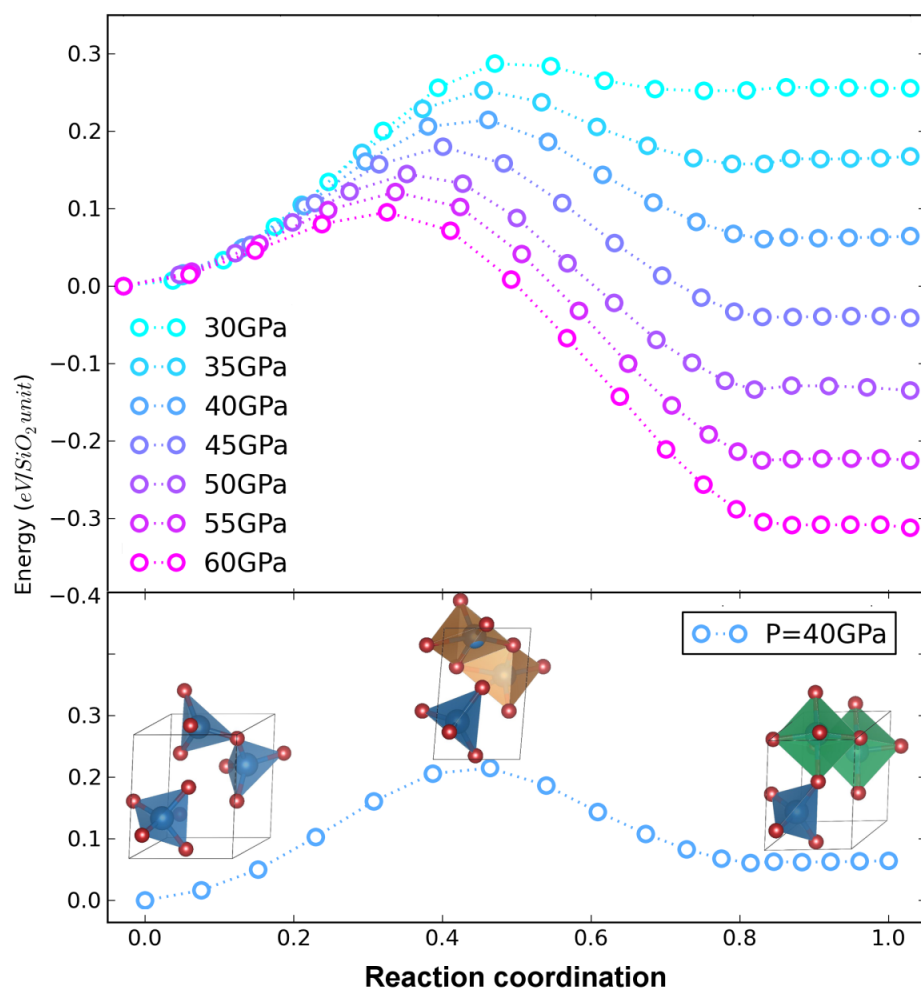 0.3
0.2
0.1
0.0
−0.1
−0.2
−0.3
−0.4
Energy (eV/SiO₂unit)
30GPa
35GPa
40GPa
45GPa
50GPa
55GPa
60GPa
P=40GPa
0.3
0.2
0.1
0.0
0.0 0.2 0.4 0.6 0.8 1.0
Reaction coordination